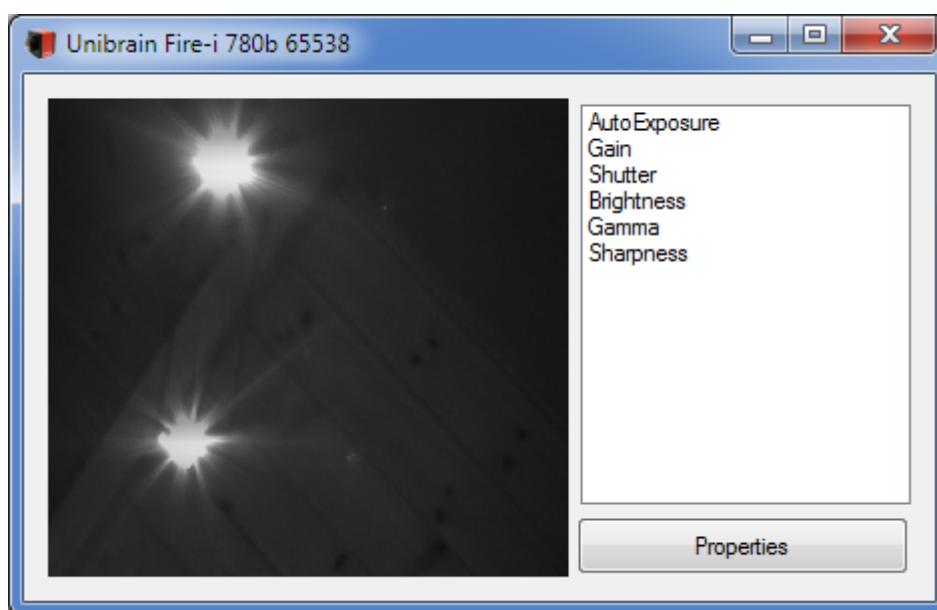 Unibrain Fire-i 780b 65538
AutoExposure
Gain
Shutter
Brightness
Gamma
Sharpness
Properties